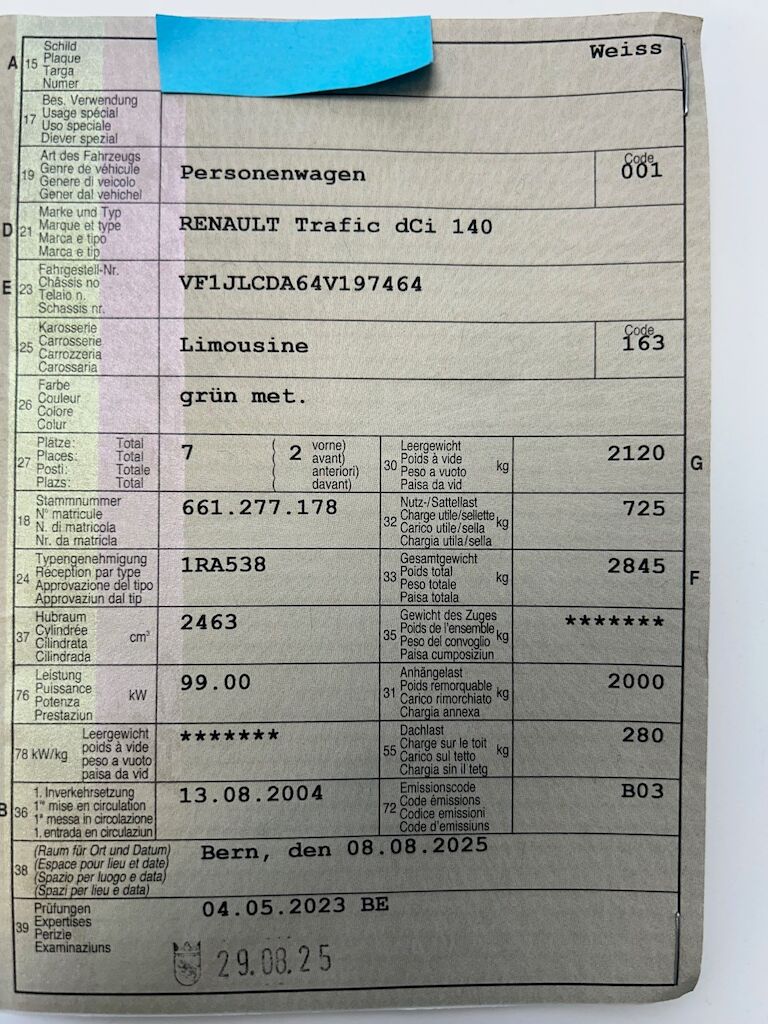 A 15 Schild
Plaque
Targa
Numer
Weiss
17 Bes. Verwendung
Usage spécial
Uso speciale
Diever spezial
19 Art des Fahrzeugs
Genre de véhicule
Genere di veicolo
Gener dal vehichel
Personenwagen
Code
001
D 21 Marke und Typ
Marque et type
Marca e tipo
Marca e tip
RENAULT Trafic dCi 140
E 23 Fahrgestell-Nr.
Châssis no
Telaio n.
Schassis nr.
VF1JLCDA64V197464
25 Karosserie
Carrosserie
Carrozzeria
Carossaria
Limousine
Code
163
26 Farbe
Couleur
Colore
Colur
grün met.
27 Plätze: Total
Places: Total
Posti: Totale
Plazs: Total
7
( 2 vorne)
( avant)
( anteriori)
( davant)
30 Leergewicht
Poids à vide
Peso a vuoto
Paisa da vid
kg
2120
G
18 Stammnummer
N° matricule
N. di matricola
Nr. da matricla
661.277.178
32 Nutz-/Sattellast
Charge utile/sellette
Carico utile/sella
Chargia utila/sella
kg
725
24 Typengenehmigung
Réception par type
Approvazione del tipo
Approvaziun dal tip
1RA538
33 Gesamtgewicht
Poids total
Peso totale
Paisa totala
kg
2845
F
37 Hubraum
Cylindrée
Cilindrata
Cilindrada
cm³
2463
35 Gewicht des Zuges
Poids de l'ensemble
Peso del convoglio
Paisa cumposiziun
kg
*******
76 Leistung
Puissance
Potenza
Prestaziun
kW
99.00
31 Anhängelast
Poids remorquable
Carico rimorchiato
Chargia annexa
kg
2000
78 kW/kg Leergewicht
poids à vide
peso a vuoto
paisa da vid
*******
55 Dachlast
Charge sur le toit
Carico sul tetto
Chargia sin il tetg
kg
280
B 36 1. Inverkehrsetzung
1re mise en circulation
1a messa in circolazione
1. entrada en circulaziun
13.08.2004
72 Emissionscode
Code émissions
Codice emissioni
Code d'emissiuns
B03
38 (Raum für Ort und Datum)
(Espace pour lieu et date)
(Spazio per luogo e data)
(Spazi per lieu e data)
Bern, den 08.08.2025
39 Prüfungen
Expertises
Perizie
Examinaziuns
04.05.2023 BE
29.08.25